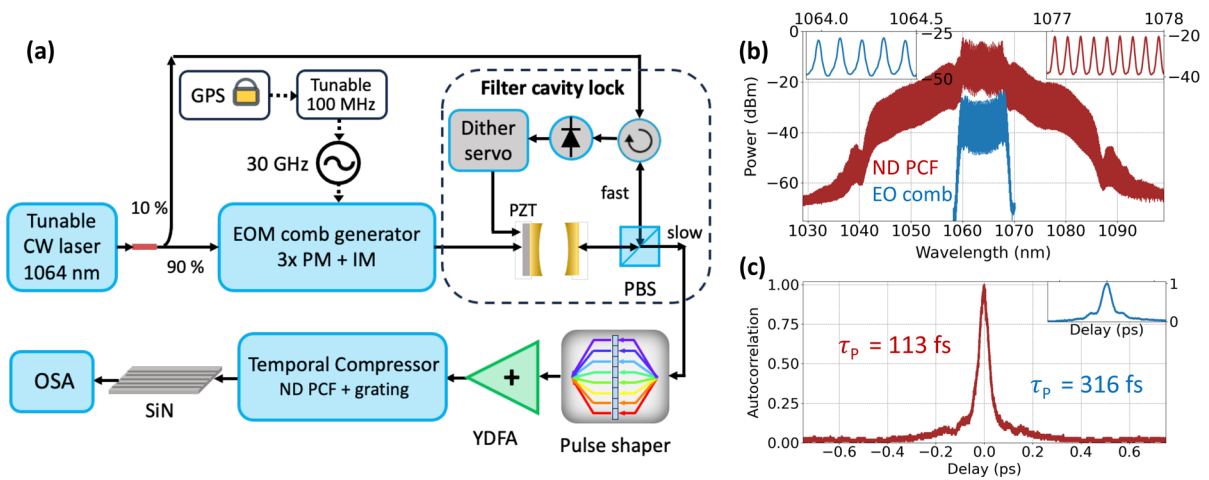 (a)
GPS
Tunable
100 MHz
30 GHz
10 %
Tunable
CW laser
1064 nm
90 %
EOM comb generator
3x PM + IM
Filter cavity lock
Dither
servo
fast
PZT
slow
PBS
OSA
SiN
Temporal Compressor
ND PCF + grating
+
YDFA
Pulse shaper
(b)
1064.0 1064.5 1077 1078
0
−20
−40
−60
Power (dBm)
−25
−50
−20
−40
ND PCF
EO comb
1030 1040 1050 1060 1070 1080 1090
Wavelength (nm)
(c)
1.00
0.75
0.50
0.25
0.00
Autocorrelation
τP = 113 fs
τP = 316 fs
1
0
Delay (ps)
−0.6 −0.4 −0.2 0.0 0.2 0.4 0.6
Delay (ps)